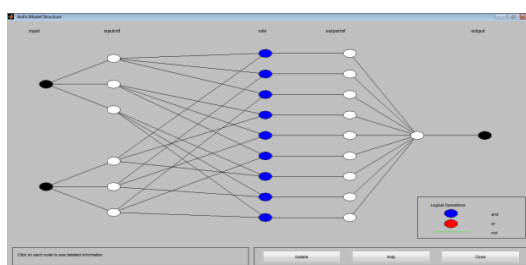 Anfis Model Structure
input inputmf rule outputmf output
Logical Operations
and
or
not
Click on each node to see detailed information
Update Help Close